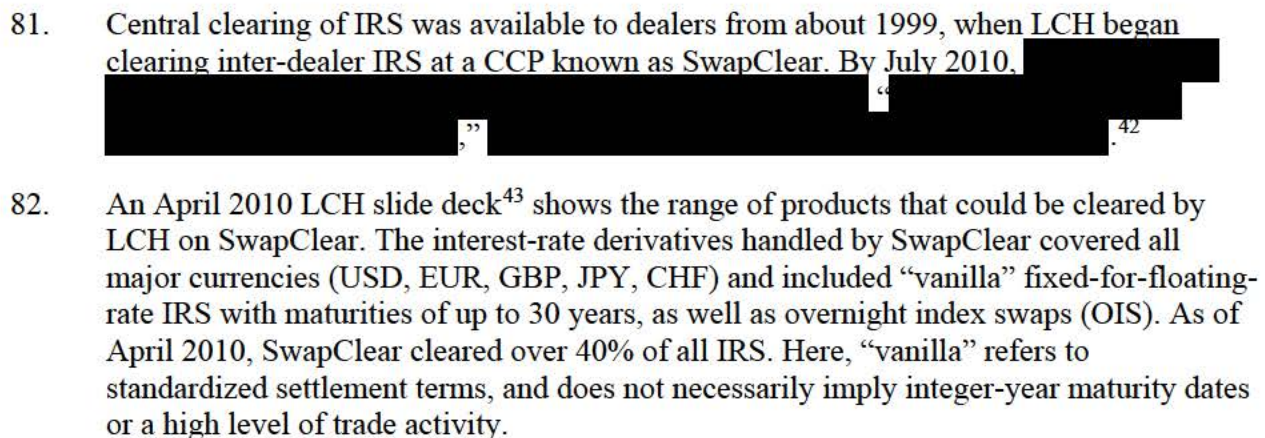 81. Central clearing of IRS was available to dealers from about 1999, when LCH began
clearing inter-dealer IRS at a CCP known as SwapClear. By July 2010,
“
,” .42
82. An April 2010 LCH slide deck43 shows the range of products that could be cleared by
LCH on SwapClear. The interest-rate derivatives handled by SwapClear covered all
major currencies (USD, EUR, GBP, JPY, CHF) and included “vanilla” fixed-for-floating-
rate IRS with maturities of up to 30 years, as well as overnight index swaps (OIS). As of
April 2010, SwapClear cleared over 40% of all IRS. Here, “vanilla” refers to
standardized settlement terms, and does not necessarily imply integer-year maturity dates
or a high level of trade activity.